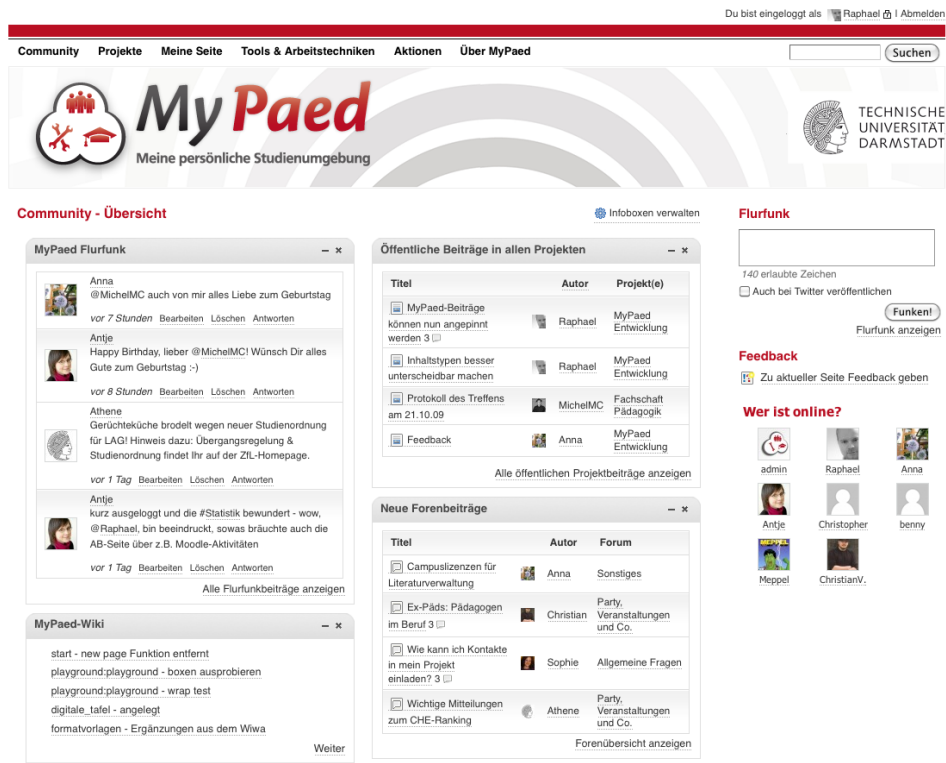 Du bist eingeloggt als Raphael | Abmelden
Community Projekte Meine Seite Tools & Arbeitstechniken Aktionen Über MyPaed
Suchen
MyPaed
Meine persönliche Studienumgebung
TECHNISCHE
UNIVERSITÄT
DARMSTADT
Community - Übersicht
Infoboxen verwalten
MyPaed Flurfunk
Anna
@MichelMC auch von mir alles Liebe zum Geburtstag
vor 7 Stunden Bearbeiten Löschen Antworten
Antje
Happy Birthday, lieber @MichelMC! Wünsch Dir alles
Gute zum Geburtstag :-)
vor 8 Stunden Bearbeiten Löschen Antworten
Athene
Gerüchteküche brodelt wegen neuer Studienordnung
für LAG! Hinweis dazu: Übergangsregelung &
Studienordnung findet Ihr auf der ZfL-Homepage.
vor 1 Tag Bearbeiten Löschen Antworten
Antje
kurz ausgeloggt und die #Statistik bewundert - wow,
@Raphael, bin beeindruckt, sowas bräuchte auch die
AB-Seite über z.B. Moodle-Aktivitäten
vor 1 Tag Bearbeiten Löschen Antworten
Alle Flurfunkbeiträge anzeigen
MyPaed-Wiki
start - new page Funktion entfernt
playground:playground - boxen ausprobieren
playground:playground - wrap test
digitale_tafel - angelegt
formatvorlagen - Ergänzungen aus dem Wiwa
Weiter
Öffentliche Beiträge in allen Projekten
Titel Autor Projekt(e)
MyPaed-Beiträge
können nun angepinnt
werden 3
Raphael
MyPaed
Entwicklung
Inhaltstypen besser
unterscheidbar machen
Raphael
MyPaed
Entwicklung
Protokoll des Treffens
am 21.10.09
MichelMC
Fachschaft
Pädagogik
Feedback
Anna
MyPaed
Entwicklung
Alle öffentlichen Projektbeiträge anzeigen
Neue Forenbeiträge
Titel Autor Forum
Campuslizenzen für
Literaturverwaltung
Anna
Sonstiges
Ex-Päds: Pädagogen
im Beruf 3
Christian
Party,
Veranstaltungen
und Co.
Wie kann ich Kontakte
in mein Projekt
einladen? 3
Sophie
Allgemeine Fragen
Wichtige Mitteilungen
zum CHE-Ranking
Athene
Party,
Veranstaltungen
und Co.
Forenübersicht anzeigen
Flurfunk
140 erlaubte Zeichen
Auch bei Twitter veröffentlichen
Funken!
Flurfunk anzeigen
Feedback
Zu aktueller Seite Feedback geben
Wer ist online?
admin Raphael Anna
Antje Christopher benny
MEPPEL
Meppel ChristianV.